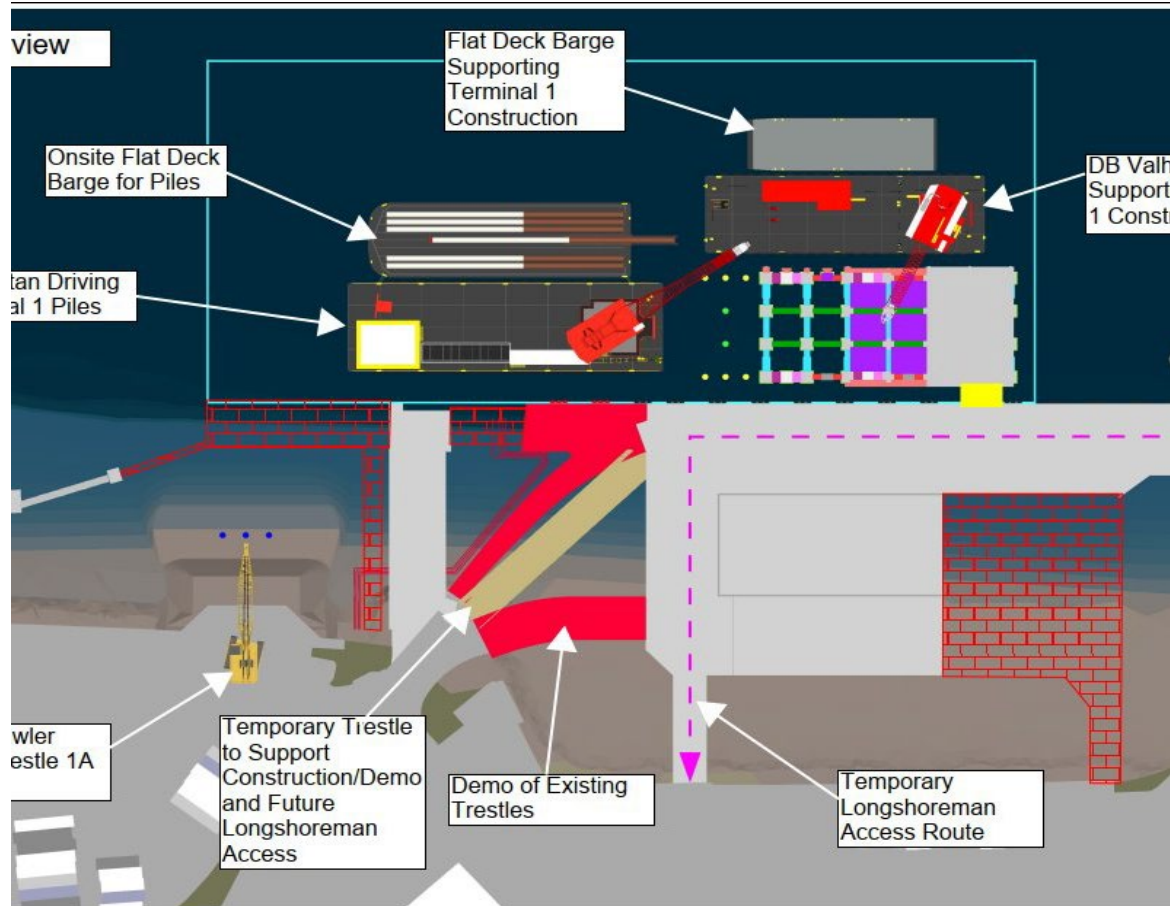 view
Flat Deck Barge
Supporting
Terminal 1
Construction
Onsite Flat Deck
Barge for Piles
DB Valh
Support
1 Constr
tan Driving
al 1 Piles
wler
estle 1A
Temporary Trestle
to Support
Construction/Demo
and Future
Longshoreman
Access
Demo of Existing
Trestles
Temporary
Longshoreman
Access Route